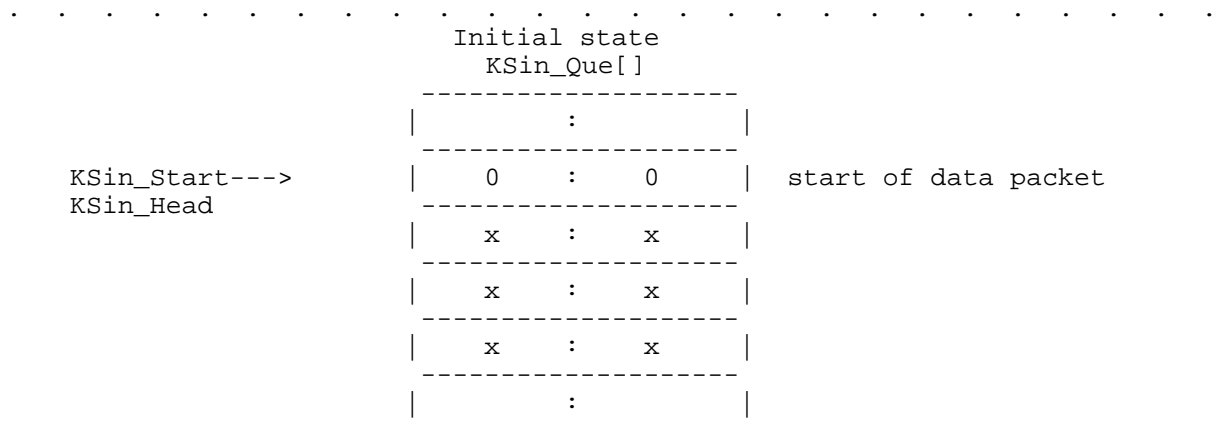 . . . . . . . . . . . . . . . . . . . . . . . . . .
Initial state
KSin_Que[]
--------------------
| : |
--------------------
KSin_Start---> | 0 : 0 | start of data packet
KSin_Head --------------------
| x : x |
--------------------
| x : x |
--------------------
| x : x |
--------------------
| : |